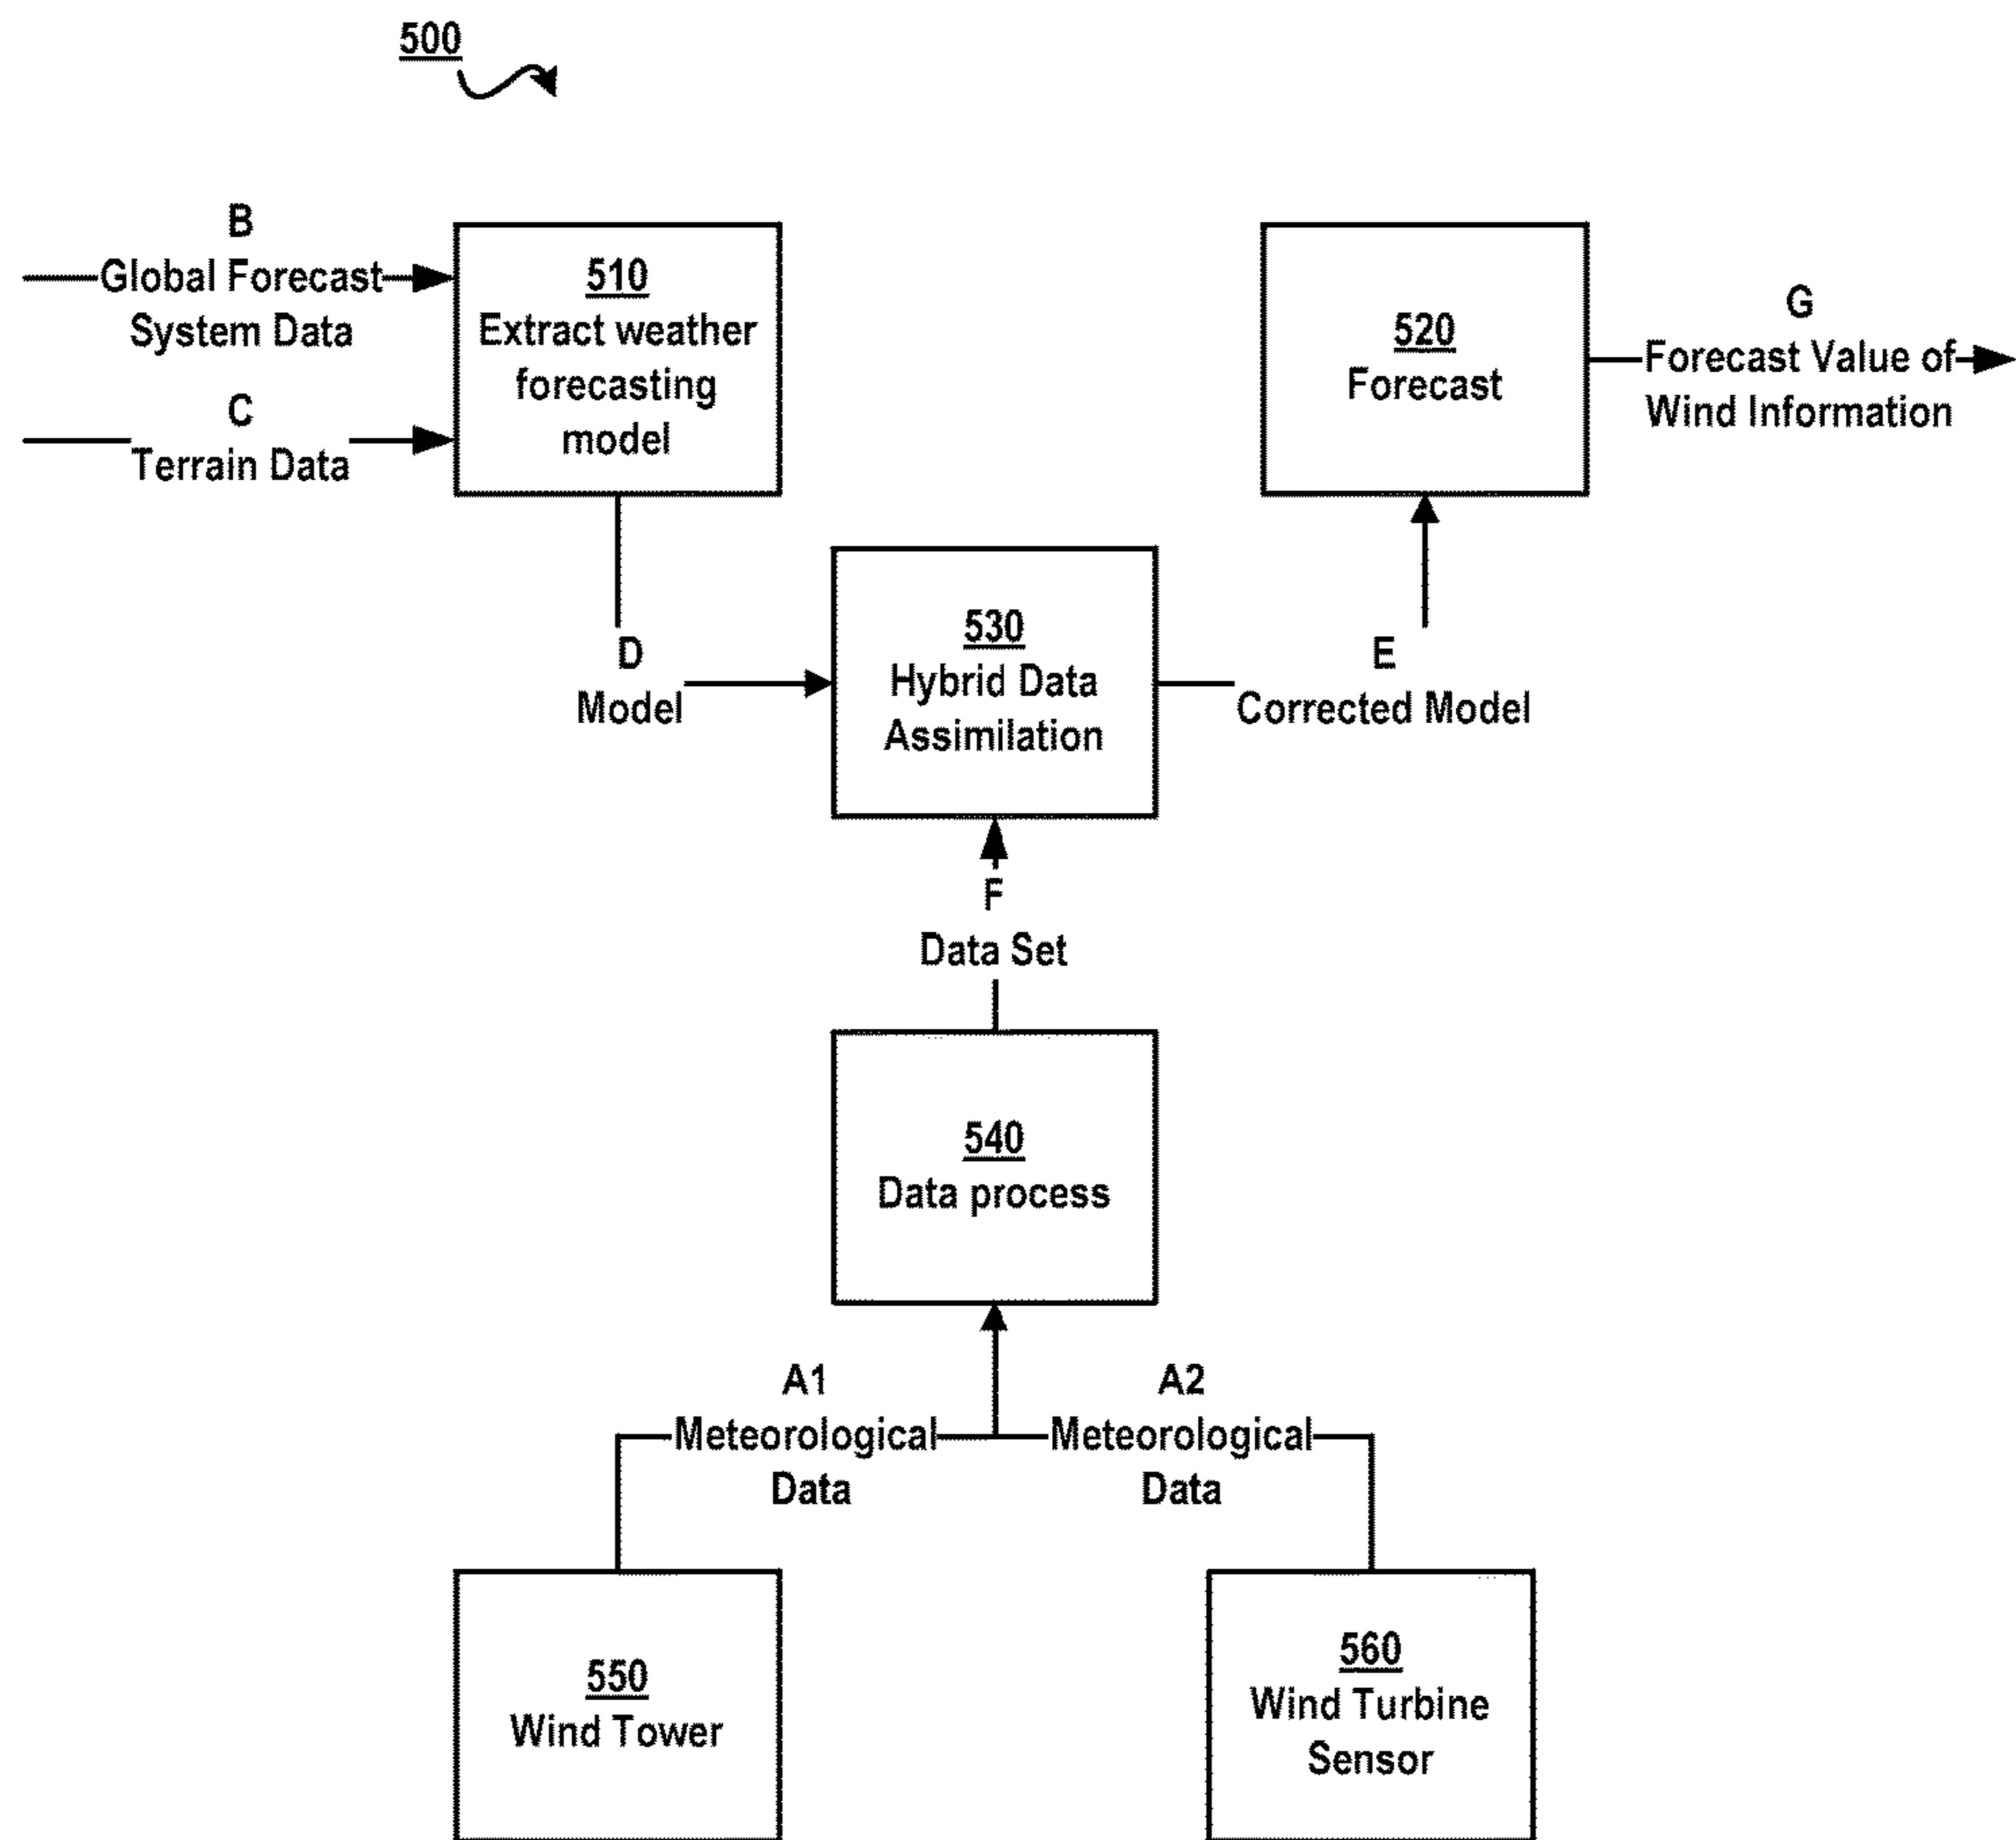 500
B
Global Forecast
System Data
C
Terrain Data
510
Extract weather
forecasting
model
520
Forecast
G
Forecast Value of
Wind Information
D
Model
530
Hybrid Data
Assimilation
E
Corrected Model
F
Data Set
540
Data process
A1
Meteorological
Data
A2
Meteorological
Data
550
Wind Tower
560
Wind Turbine
Sensor